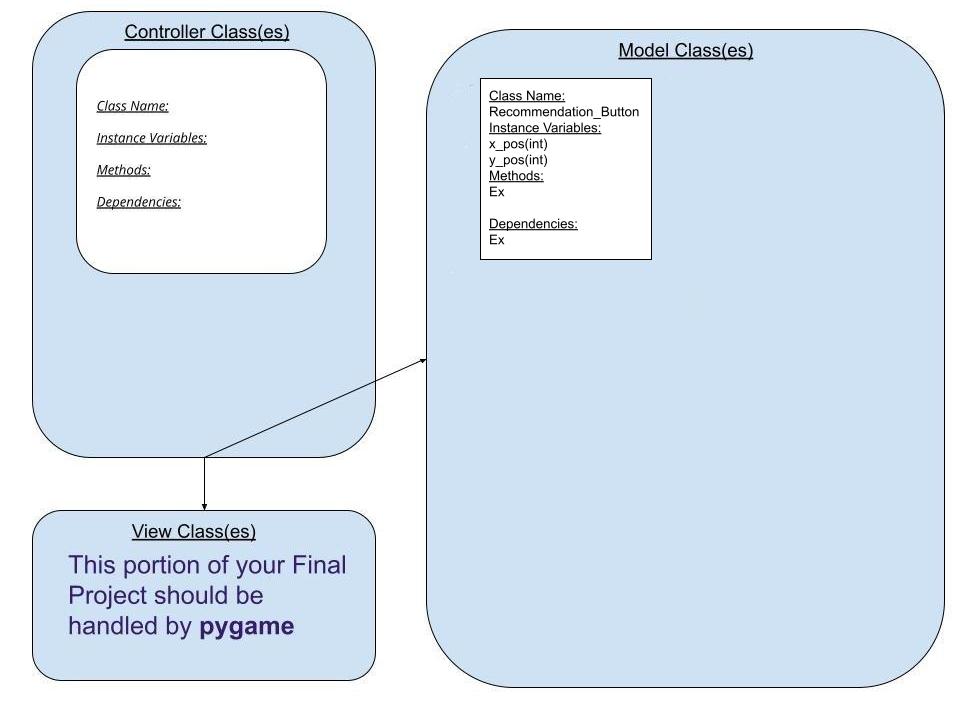 Controller Class(es)
Class Name:
Instance Variables:
Methods:
Dependencies:
Model Class(es)
Class Name:
Recommendation_Button
Instance Variables:
x_pos(int)
y_pos(int)
Methods:
Ex
Dependencies:
Ex
View Class(es)
This portion of your Final
Project should be
handled by pygame